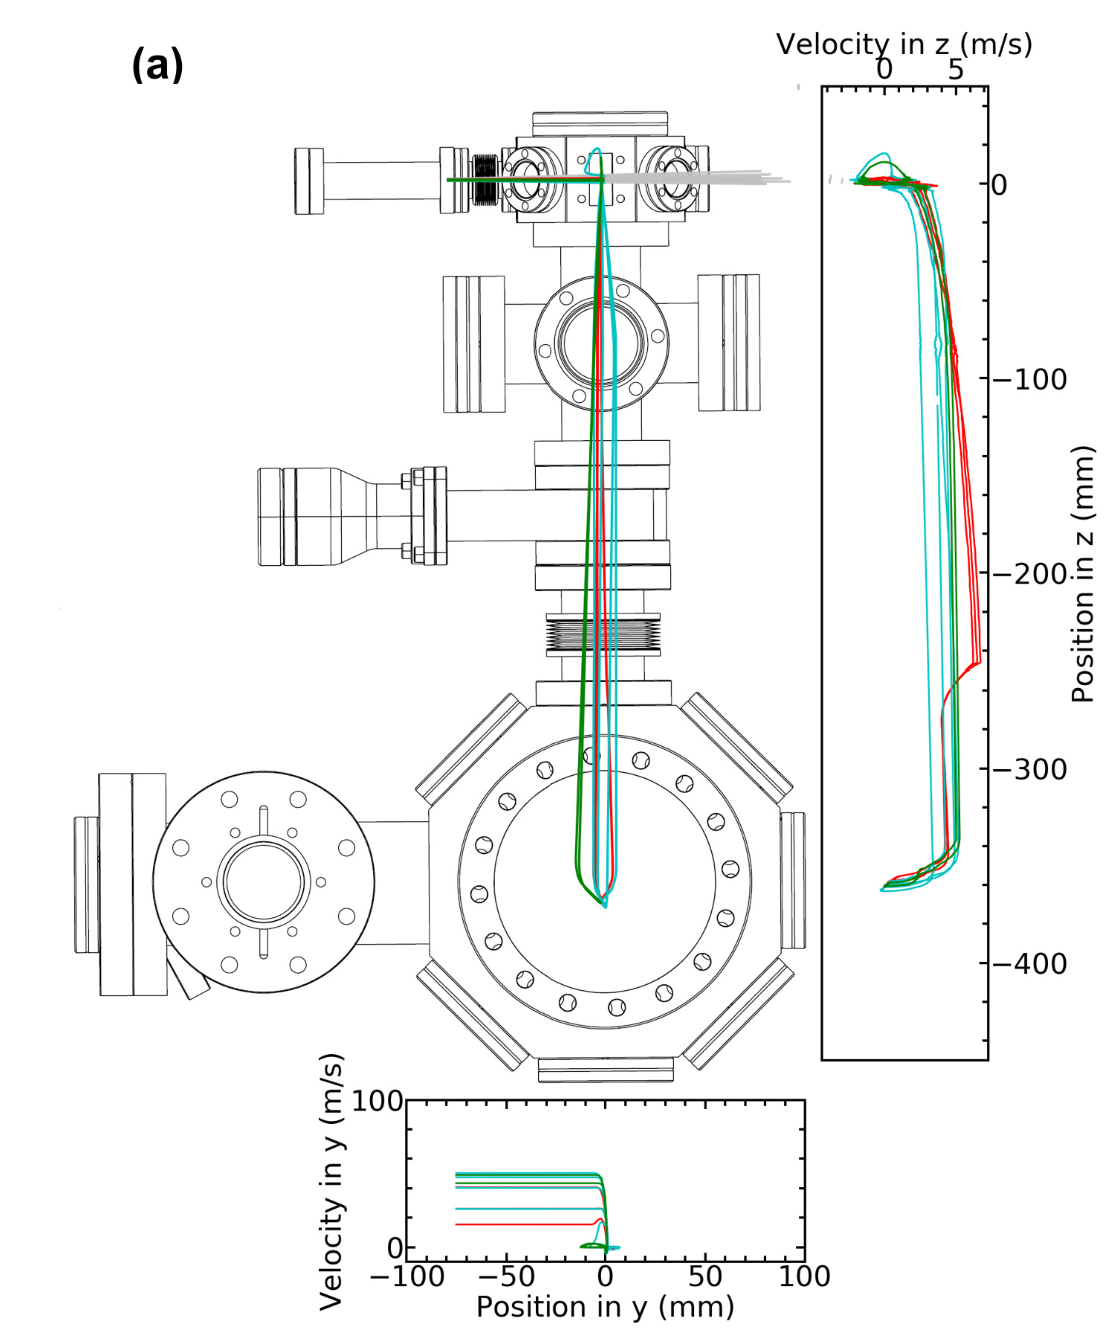 (a)
Velocity in z (m/s)
0 5
0
−100
−200
−300
−400
Position in z (mm)
Velocity in y (m/s)
100
0
−100 −50 0 50 100
Position in y (mm)